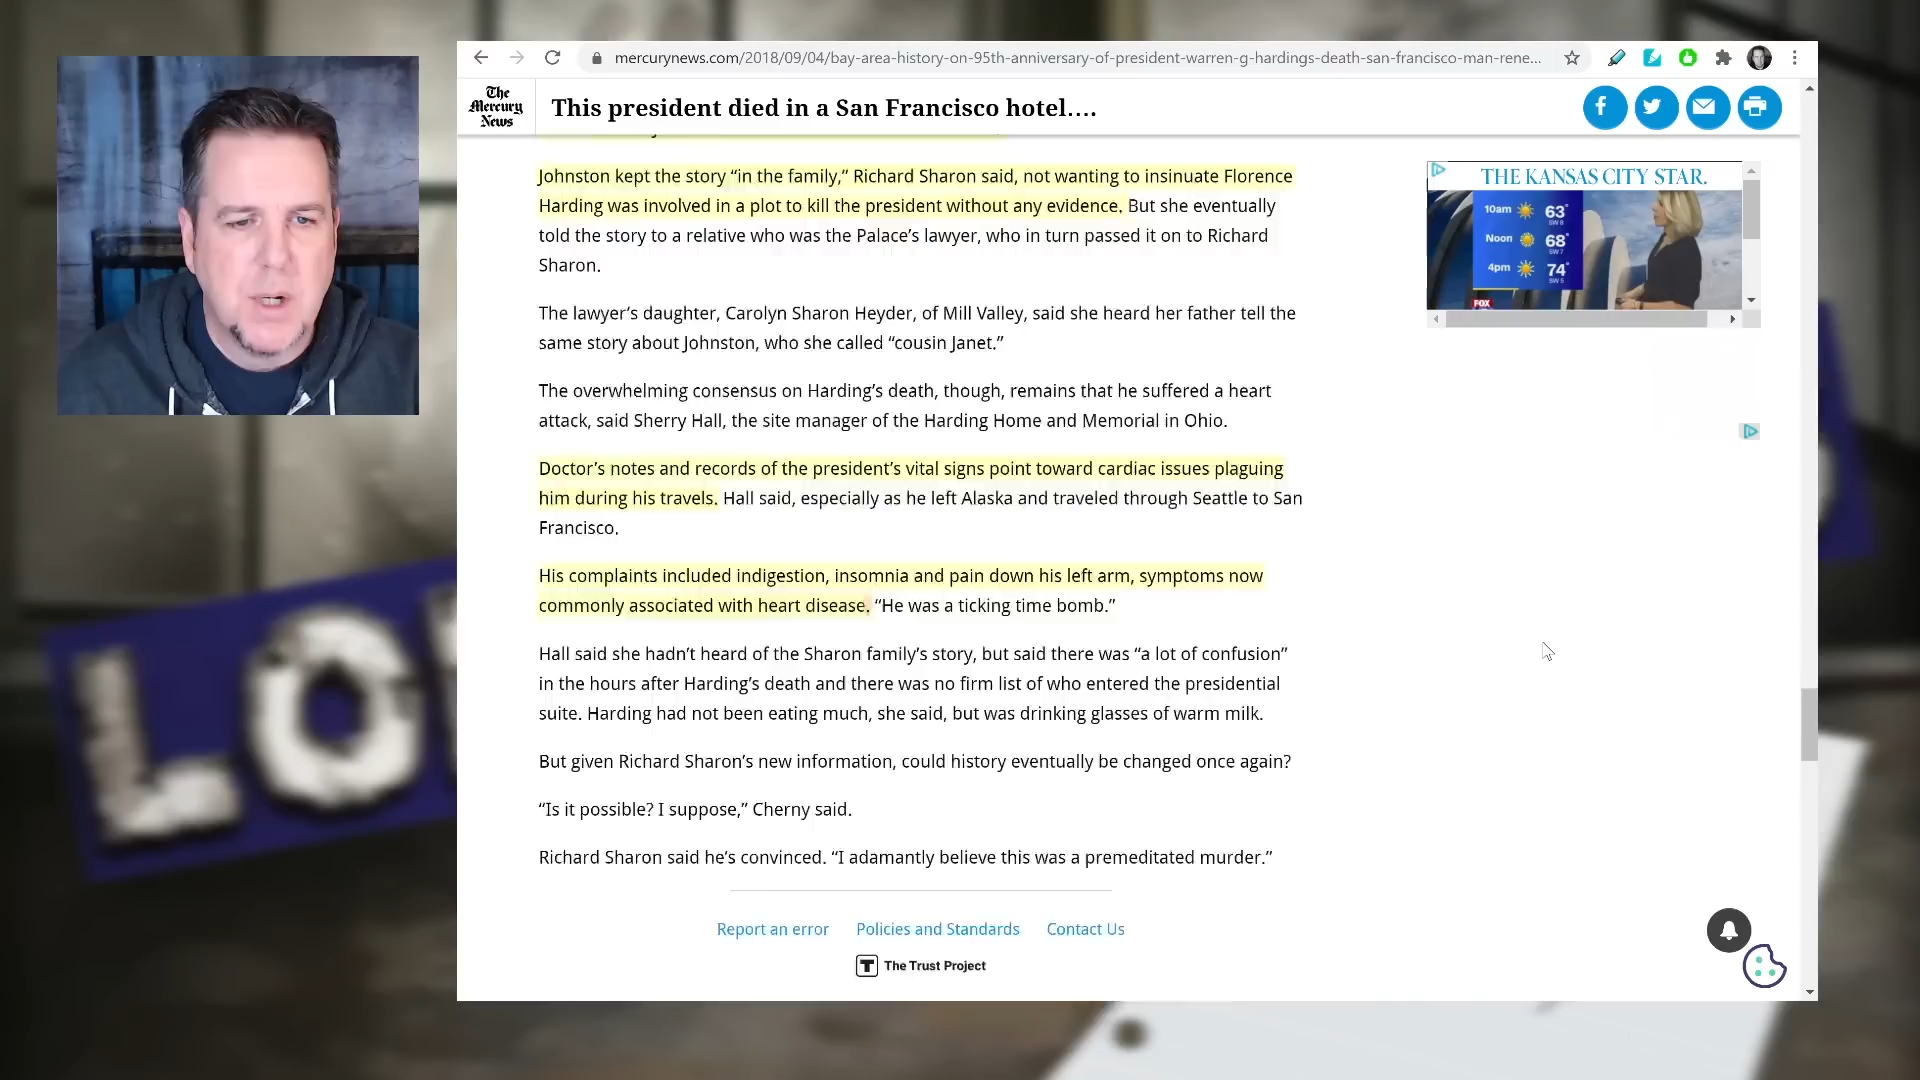 mercurynews.com/2018/09/04/bay-area-history-on-95th-anniversary-of-president-warren-g-hardings-death-san-francisco-man-rene...
The
Mercury
News
This president died in a San Francisco hotel....
Johnston kept the story “in the family,” Richard Sharon said, not wanting to insinuate Florence
Harding was involved in a plot to kill the president without any evidence. But she eventually
told the story to a relative who was the Palace’s lawyer, who in turn passed it on to Richard
Sharon.
The lawyer’s daughter, Carolyn Sharon Heyder, of Mill Valley, said she heard her father tell the
same story about Johnston, who she called “cousin Janet.”
The overwhelming consensus on Harding’s death, though, remains that he suffered a heart
attack, said Sherry Hall, the site manager of the Harding Home and Memorial in Ohio.
Doctor’s notes and records of the president’s vital signs point toward cardiac issues plaguing
him during his travels. Hall said, especially as he left Alaska and traveled through Seattle to San
Francisco.
His complaints included indigestion, insomnia and pain down his left arm, symptoms now
commonly associated with heart disease. “He was a ticking time bomb.”
Hall said she hadn’t heard of the Sharon family’s story, but said there was “a lot of confusion”
in the hours after Harding’s death and there was no firm list of who entered the presidential
suite. Harding had not been eating much, she said, but was drinking glasses of warm milk.
But given Richard Sharon’s new information, could history eventually be changed once again?
“Is it possible? I suppose,” Cherny said.
Richard Sharon said he’s convinced. “I adamantly believe this was a premeditated murder.”
Report an error Policies and Standards Contact Us
T The Trust Project
THE KANSAS CITY STAR.
10am 63° SW 8
Noon 68° SW 7
4pm 74° SW 5
FOX
LO